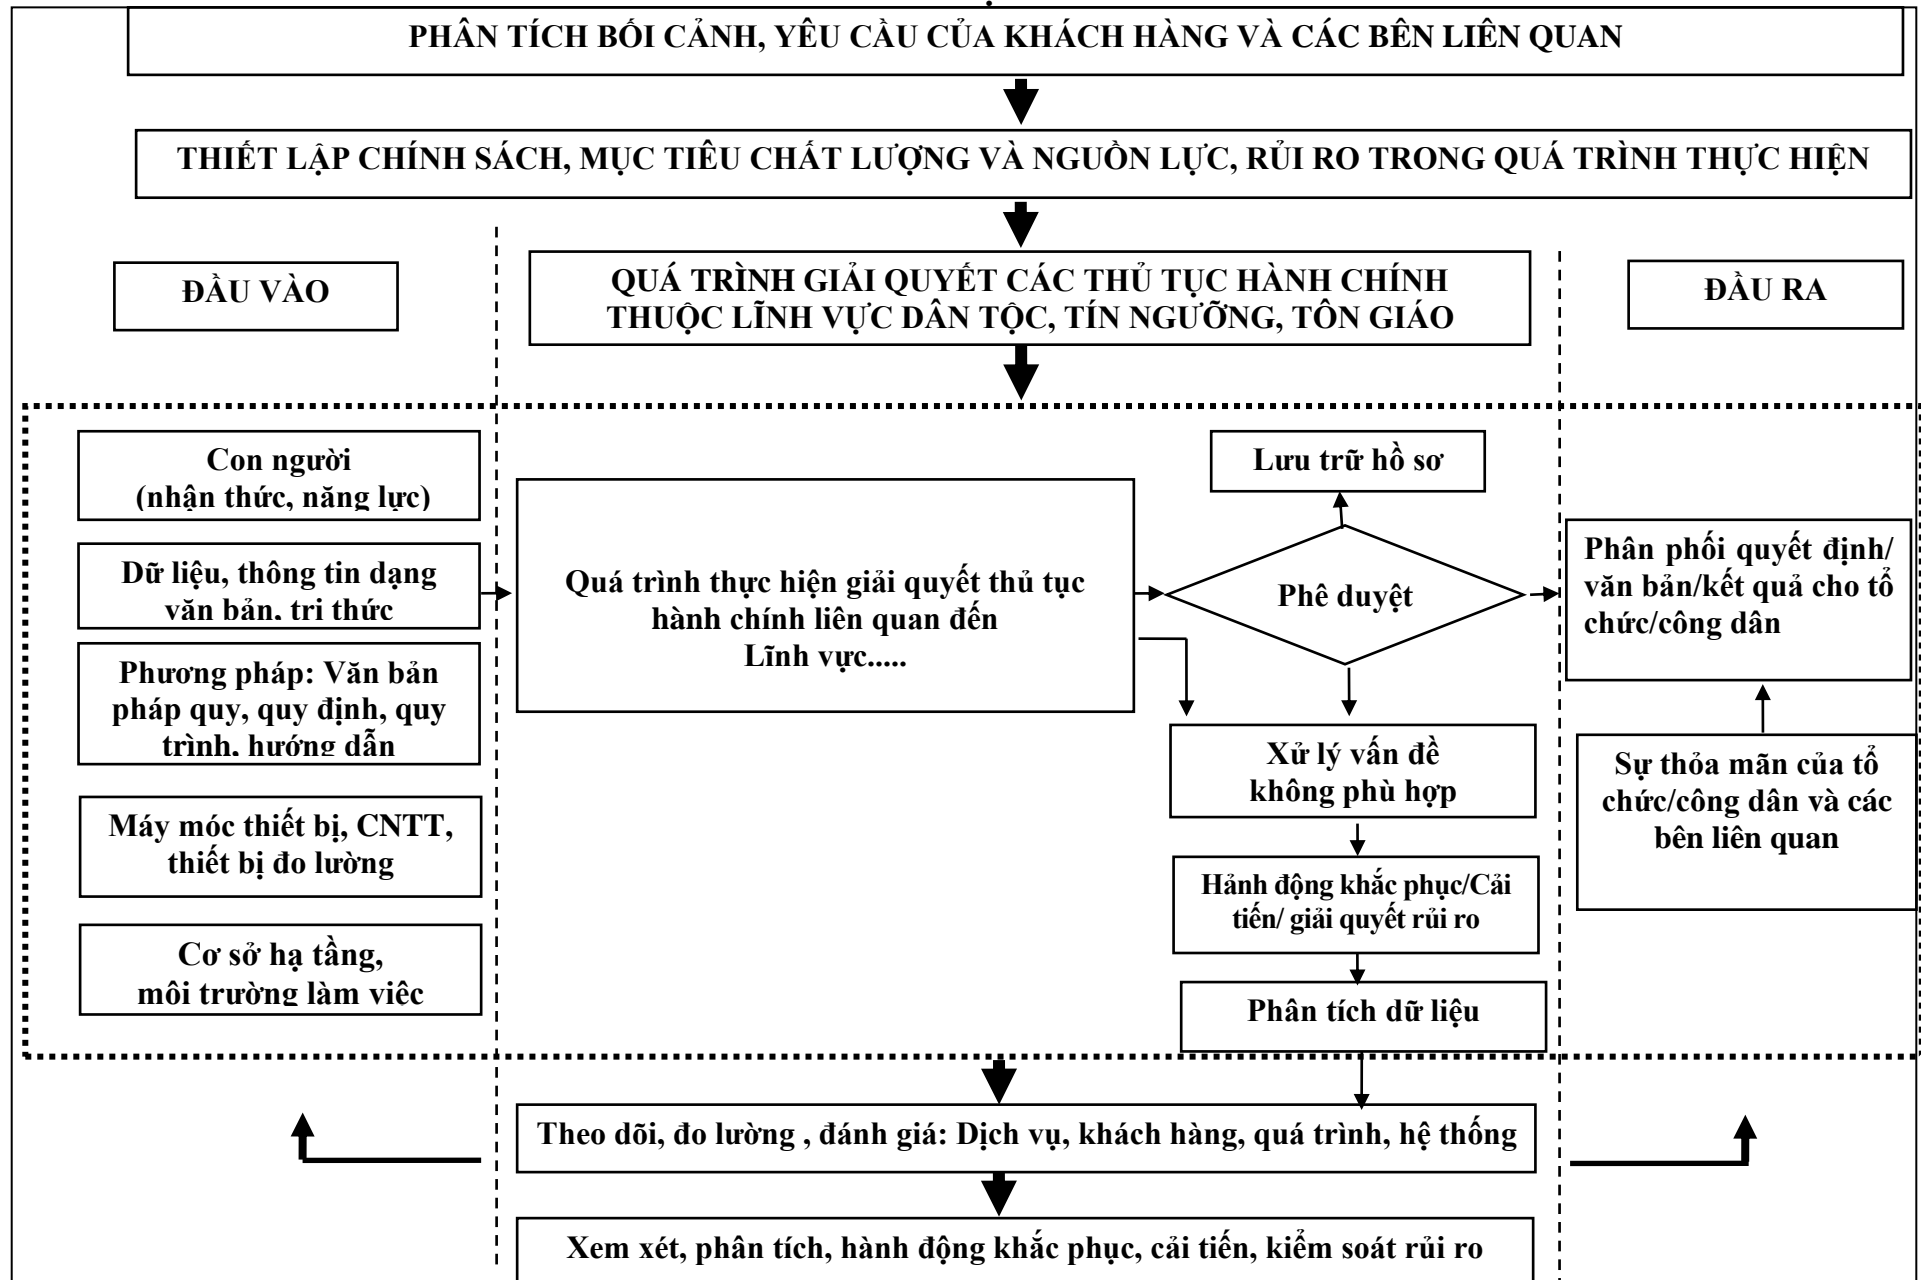 PHÂN TÍCH BỐI CẢNH, YÊU CẦU CỦA KHÁCH HÀNG VÀ CÁC BÊN LIÊN QUAN
THIẾT LẬP CHÍNH SÁCH, MỤC TIÊU CHẤT LƯỢNG VÀ NGUỒN LỰC, RỦI RO TRONG QUÁ TRÌNH THỰC HIỆN
ĐẦU VÀO
QUÁ TRÌNH GIẢI QUYẾT CÁC THỦ TỤC HÀNH CHÍNH
THUỘC LĨNH VỰC DÂN TỘC, TÍN NGƯỠNG, TÔN GIÁO
ĐẦU RA
Con người
(nhận thức, năng lực)
Dữ liệu, thông tin dạng
văn bản, tri thức
Phương pháp: Văn bản
pháp quy, quy định, quy
trình, hướng dẫn
Máy móc thiết bị, CNTT,
thiết bị đo lường
Cơ sở hạ tầng,
môi trường làm việc
Quá trình thực hiện giải quyết thủ tục
hành chính liên quan đến
Lĩnh vực.....
Lưu trữ hồ sơ
Phê duyệt
Xử lý vấn đề
không phù hợp
Hảnh động khắc phục/Cải
tiến/ giải quyết rủi ro
Phân tích dữ liệu
Phân phối quyết định/
văn bản/kết quả cho tổ
chức/công dân
Sự thỏa mãn của tổ
chức/công dân và các
bên liên quan
Theo dõi, đo lường , đánh giá: Dịch vụ, khách hàng, quá trình, hệ thống
Xem xét, phân tích, hành động khắc phục, cải tiến, kiểm soát rủi ro